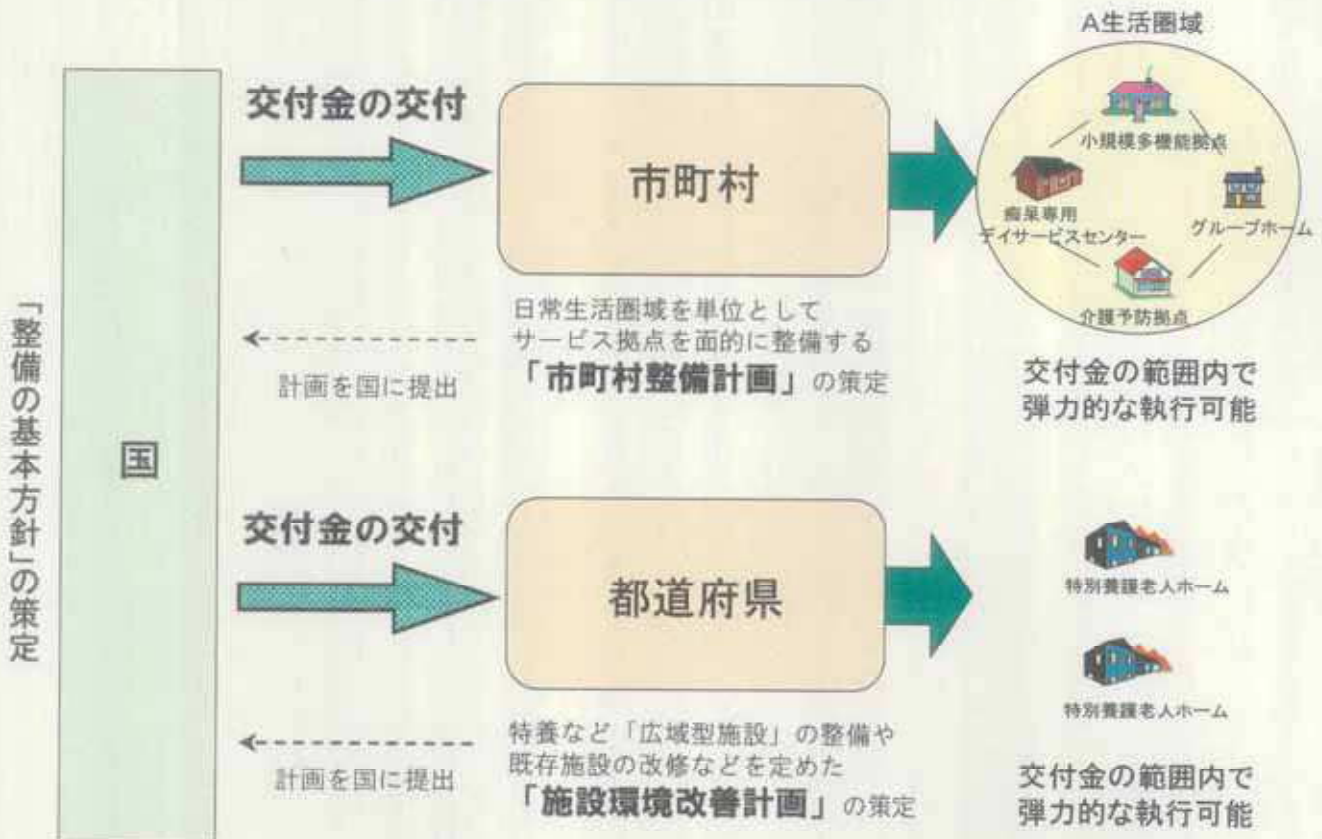 「整備の基本方針」の策定
国
交付金の交付
市町村
計画を国に提出
日常生活圏域を単位として
サービス拠点を面的に整備する
「市町村整備計画」の策定
A生活圏域
小規模多機能拠点
痴呆専用
デイサービスセンター
グループホーム
介護予防拠点
交付金の範囲内で
弾力的な執行可能
交付金の交付
都道府県
計画を国に提出
特養など「広域型施設」の整備や
既存施設の改修などを定めた
「施設環境改善計画」の策定
特別養護老人ホーム
特別養護老人ホーム
交付金の範囲内で
弾力的な執行可能